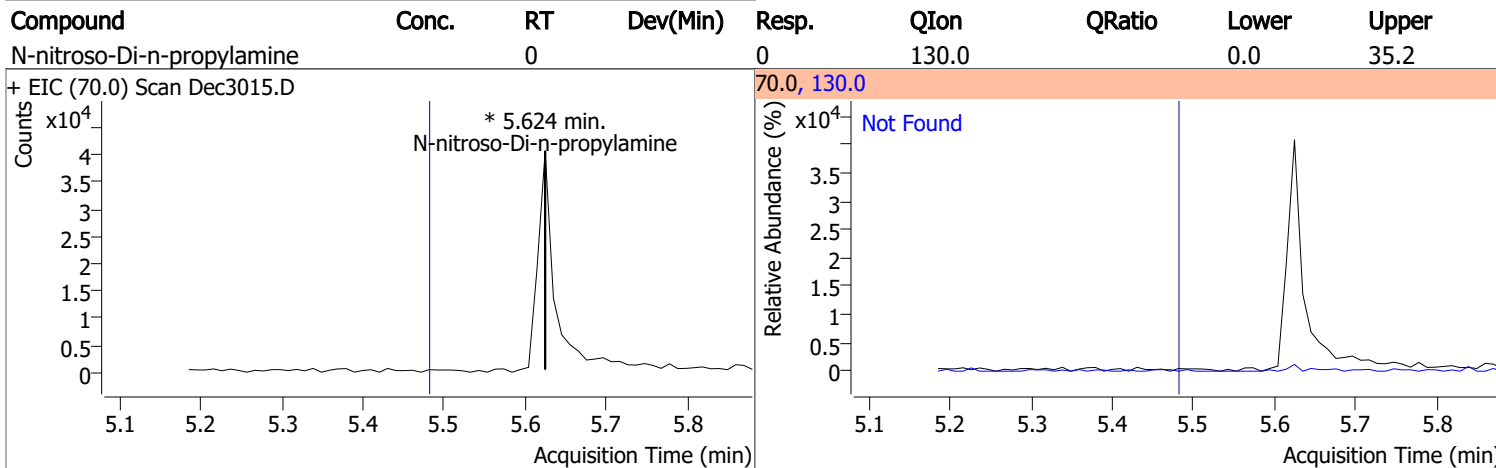 Compound Conc. RT Dev(Min) Resp. QIon QRatio Lower Upper
N-nitroso-Di-n-propylamine 0 0 130.0 0.0 35.2
+ EIC (70.0) Scan Dec3015.D
Counts
x10⁴
* 5.624 min.
N-nitroso-Di-n-propylamine
4
3.5
3
2.5
2
1.5
1
0.5
0
5.1 5.2 5.3 5.4 5.5 5.6 5.7 5.8
Acquisition Time (min)
70.0, 130.0
Relative Abundance (%)
x10⁴
Not Found
3.5
3
2.5
2
1.5
1
0.5
0
5.1 5.2 5.3 5.4 5.5 5.6 5.7 5.8
Acquisition Time (min)